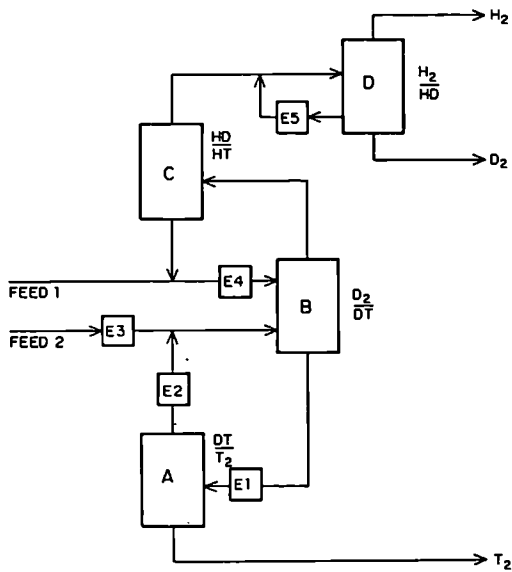 H₂
D
H₂
HD
E5
D₂
HD
HT
C
FEED 1
E4
B
D₂
DT
FEED 2
E3
E2
DT
T₂
A
E1
T₂